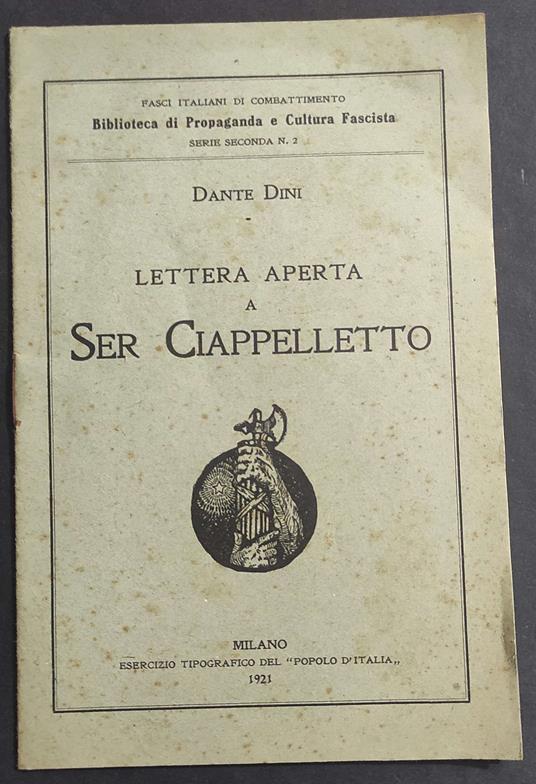 FASCI ITALIANI DI COMBATTIMENTO
Biblioteca di Propaganda e Cultura Fascista
SERIE SECONDA N. 2
DANTE DINI
LETTERA APERTA
A
SER CIAPPELLETTO
MILANO
ESERCIZIO TIPOGRAFICO DEL "POPOLO D'ITALIA„
1921